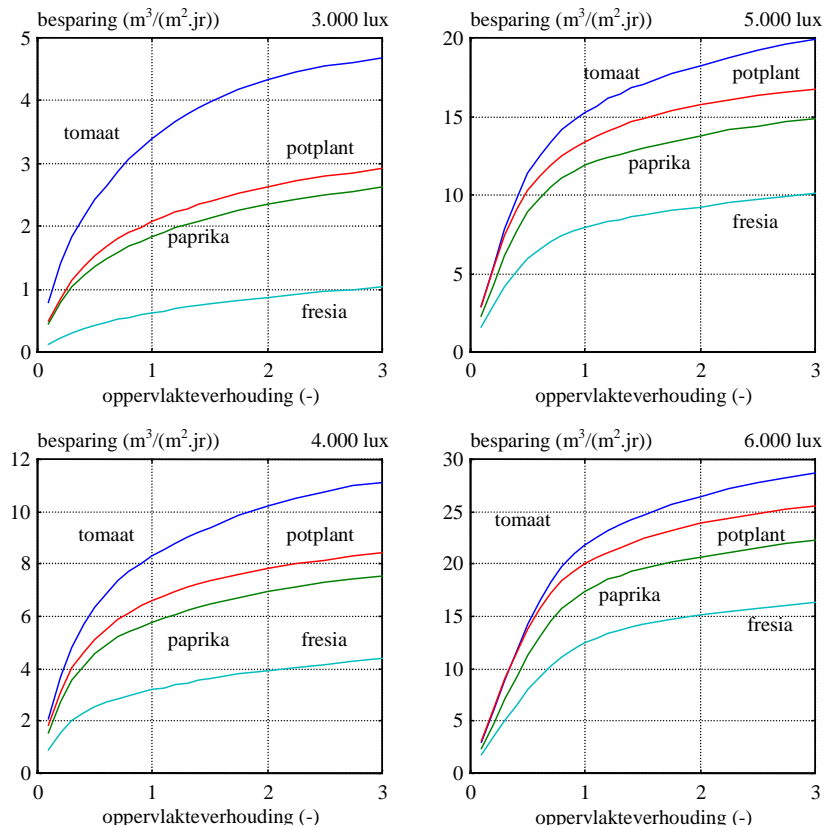 besparing (m³/(m².jr)) 3.000 lux
5
4
3
2
1
0
tomaat
potplant
paprika
fresia
0 1 2 3
oppervlakteverhouding (-)
besparing (m³/(m².jr)) 5.000 lux
20
15
10
5
0
tomaat
potplant
paprika
fresia
0 1 2 3
oppervlakteverhouding (-)
besparing (m³/(m².jr)) 4.000 lux
12
10
8
6
4
2
0
tomaat
potplant
paprika
fresia
0 1 2 3
oppervlakteverhouding (-)
besparing (m³/(m².jr)) 6.000 lux
30
25
20
15
10
5
0
tomaat
potplant
paprika
fresia
0 1 2 3
oppervlakteverhouding (-)